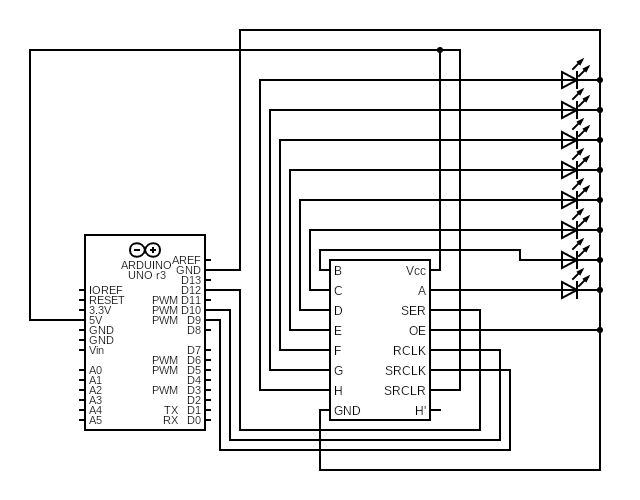 ARDUINO
UNO r3
AREF
GND
D13
IOREF D12
RESET PWM D11
3.3V PWM D10
5V PWM D9
GND D8
GND
Vin D7
PWM D6
A0 PWM D5
A1 D4
A2 PWM D3
A3 D2
A4 TX D1
A5 RX D0
B Vcc
C A
D SER
E OE
F RCLK
G SRCLK
H SRCLR
GND H'